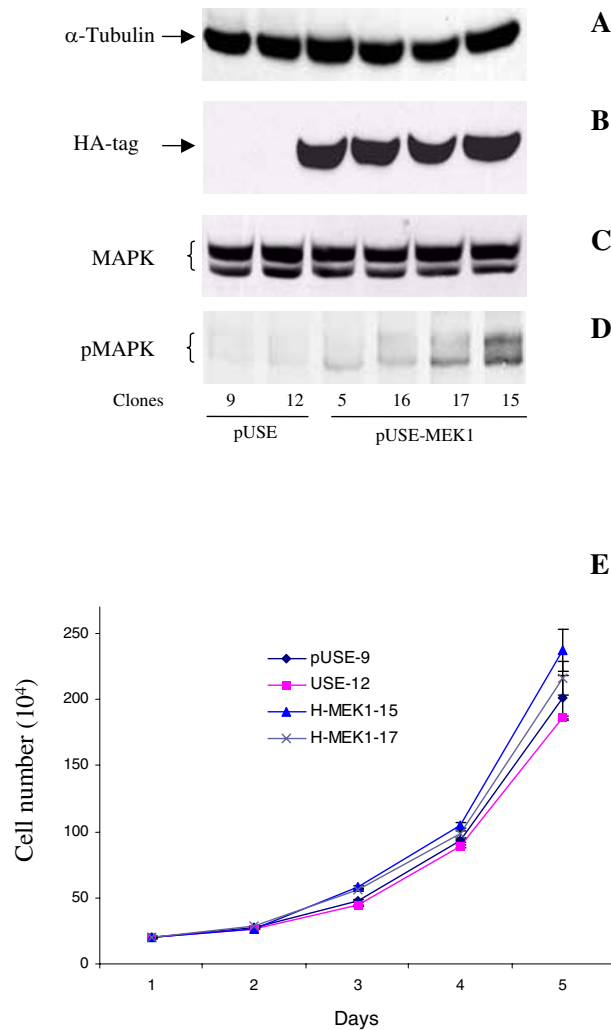 α-Tubulin
A
HA-tag
B
MAPK
C
pMAPK
D
Clones 9 12 5 16 17 15
pUSE pUSE-MEK1
E
Cell number (10⁴)
250
200
150
100
50
0
pUSE-9
USE-12
H-MEK1-15
H-MEK1-17
1 2 3 4 5
Days